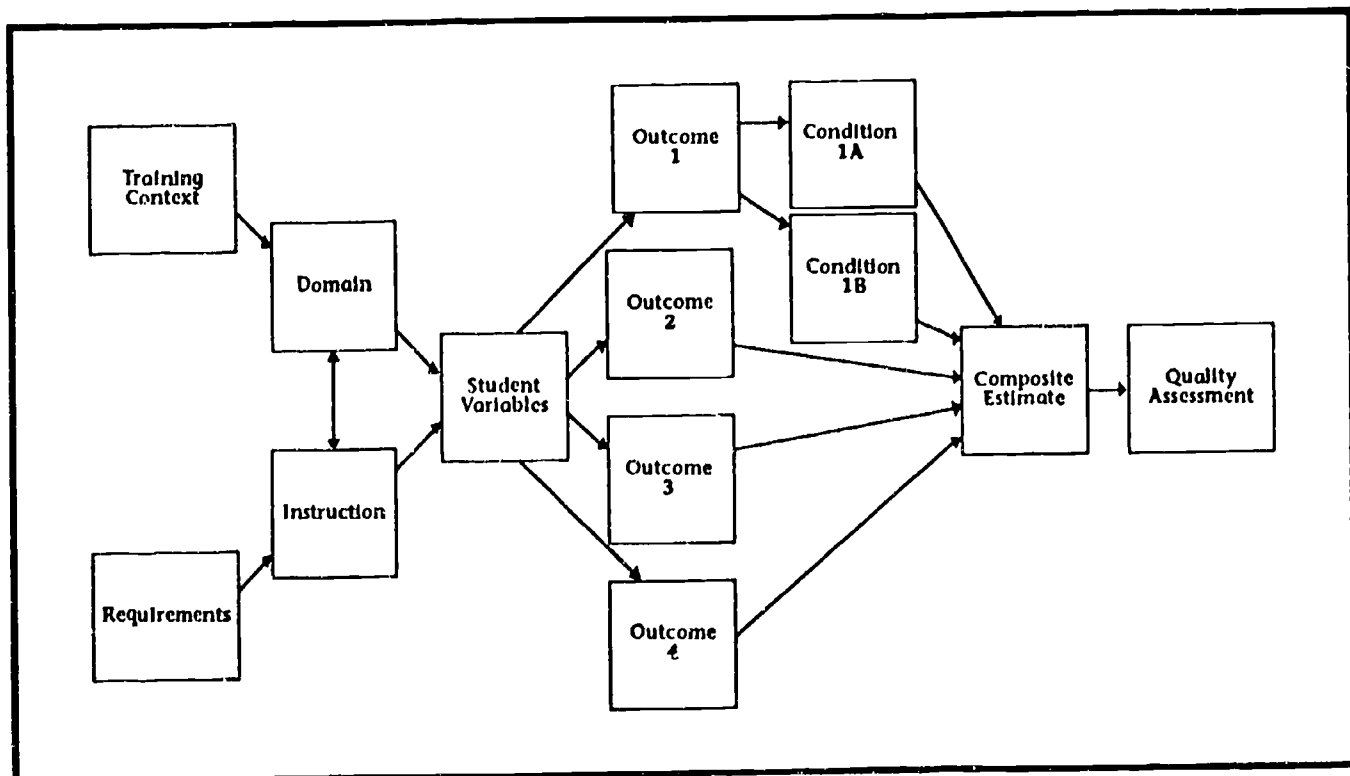 Training
Context
Domain
Instruction
Requirements
Student
Variables
Outcome
1
Condition
1A
Condition
1B
Outcome
2
Outcome
3
Outcome
Composite
Estimate
Quality
Assessment